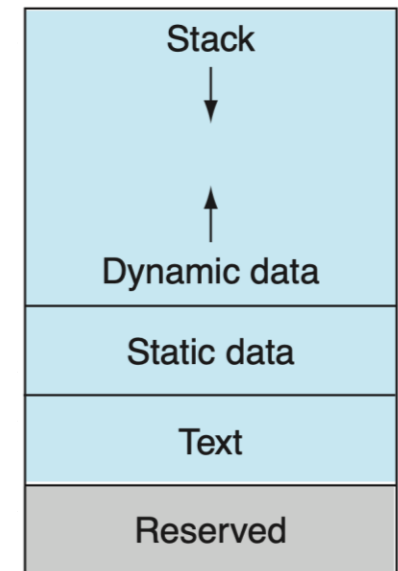 Stack
Dynamic data
Static data
Text
Reserved